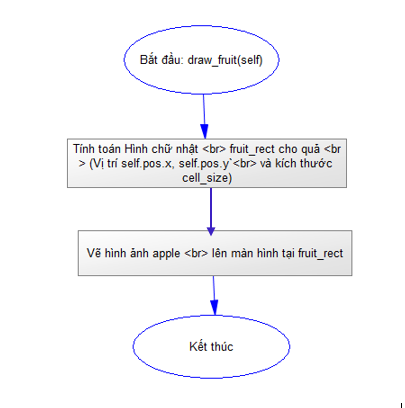 Bắt đầu: draw_fruit(self)
Tính toán Hình chữ nhật <br> fruit_rect cho quả <br
> (Vị trí self.pos.x, self.pos.y`<br> và kích thước
cell_size)
Vẽ hình ảnh apple <br> lên màn hình tại fruit_rect
Kết thúc